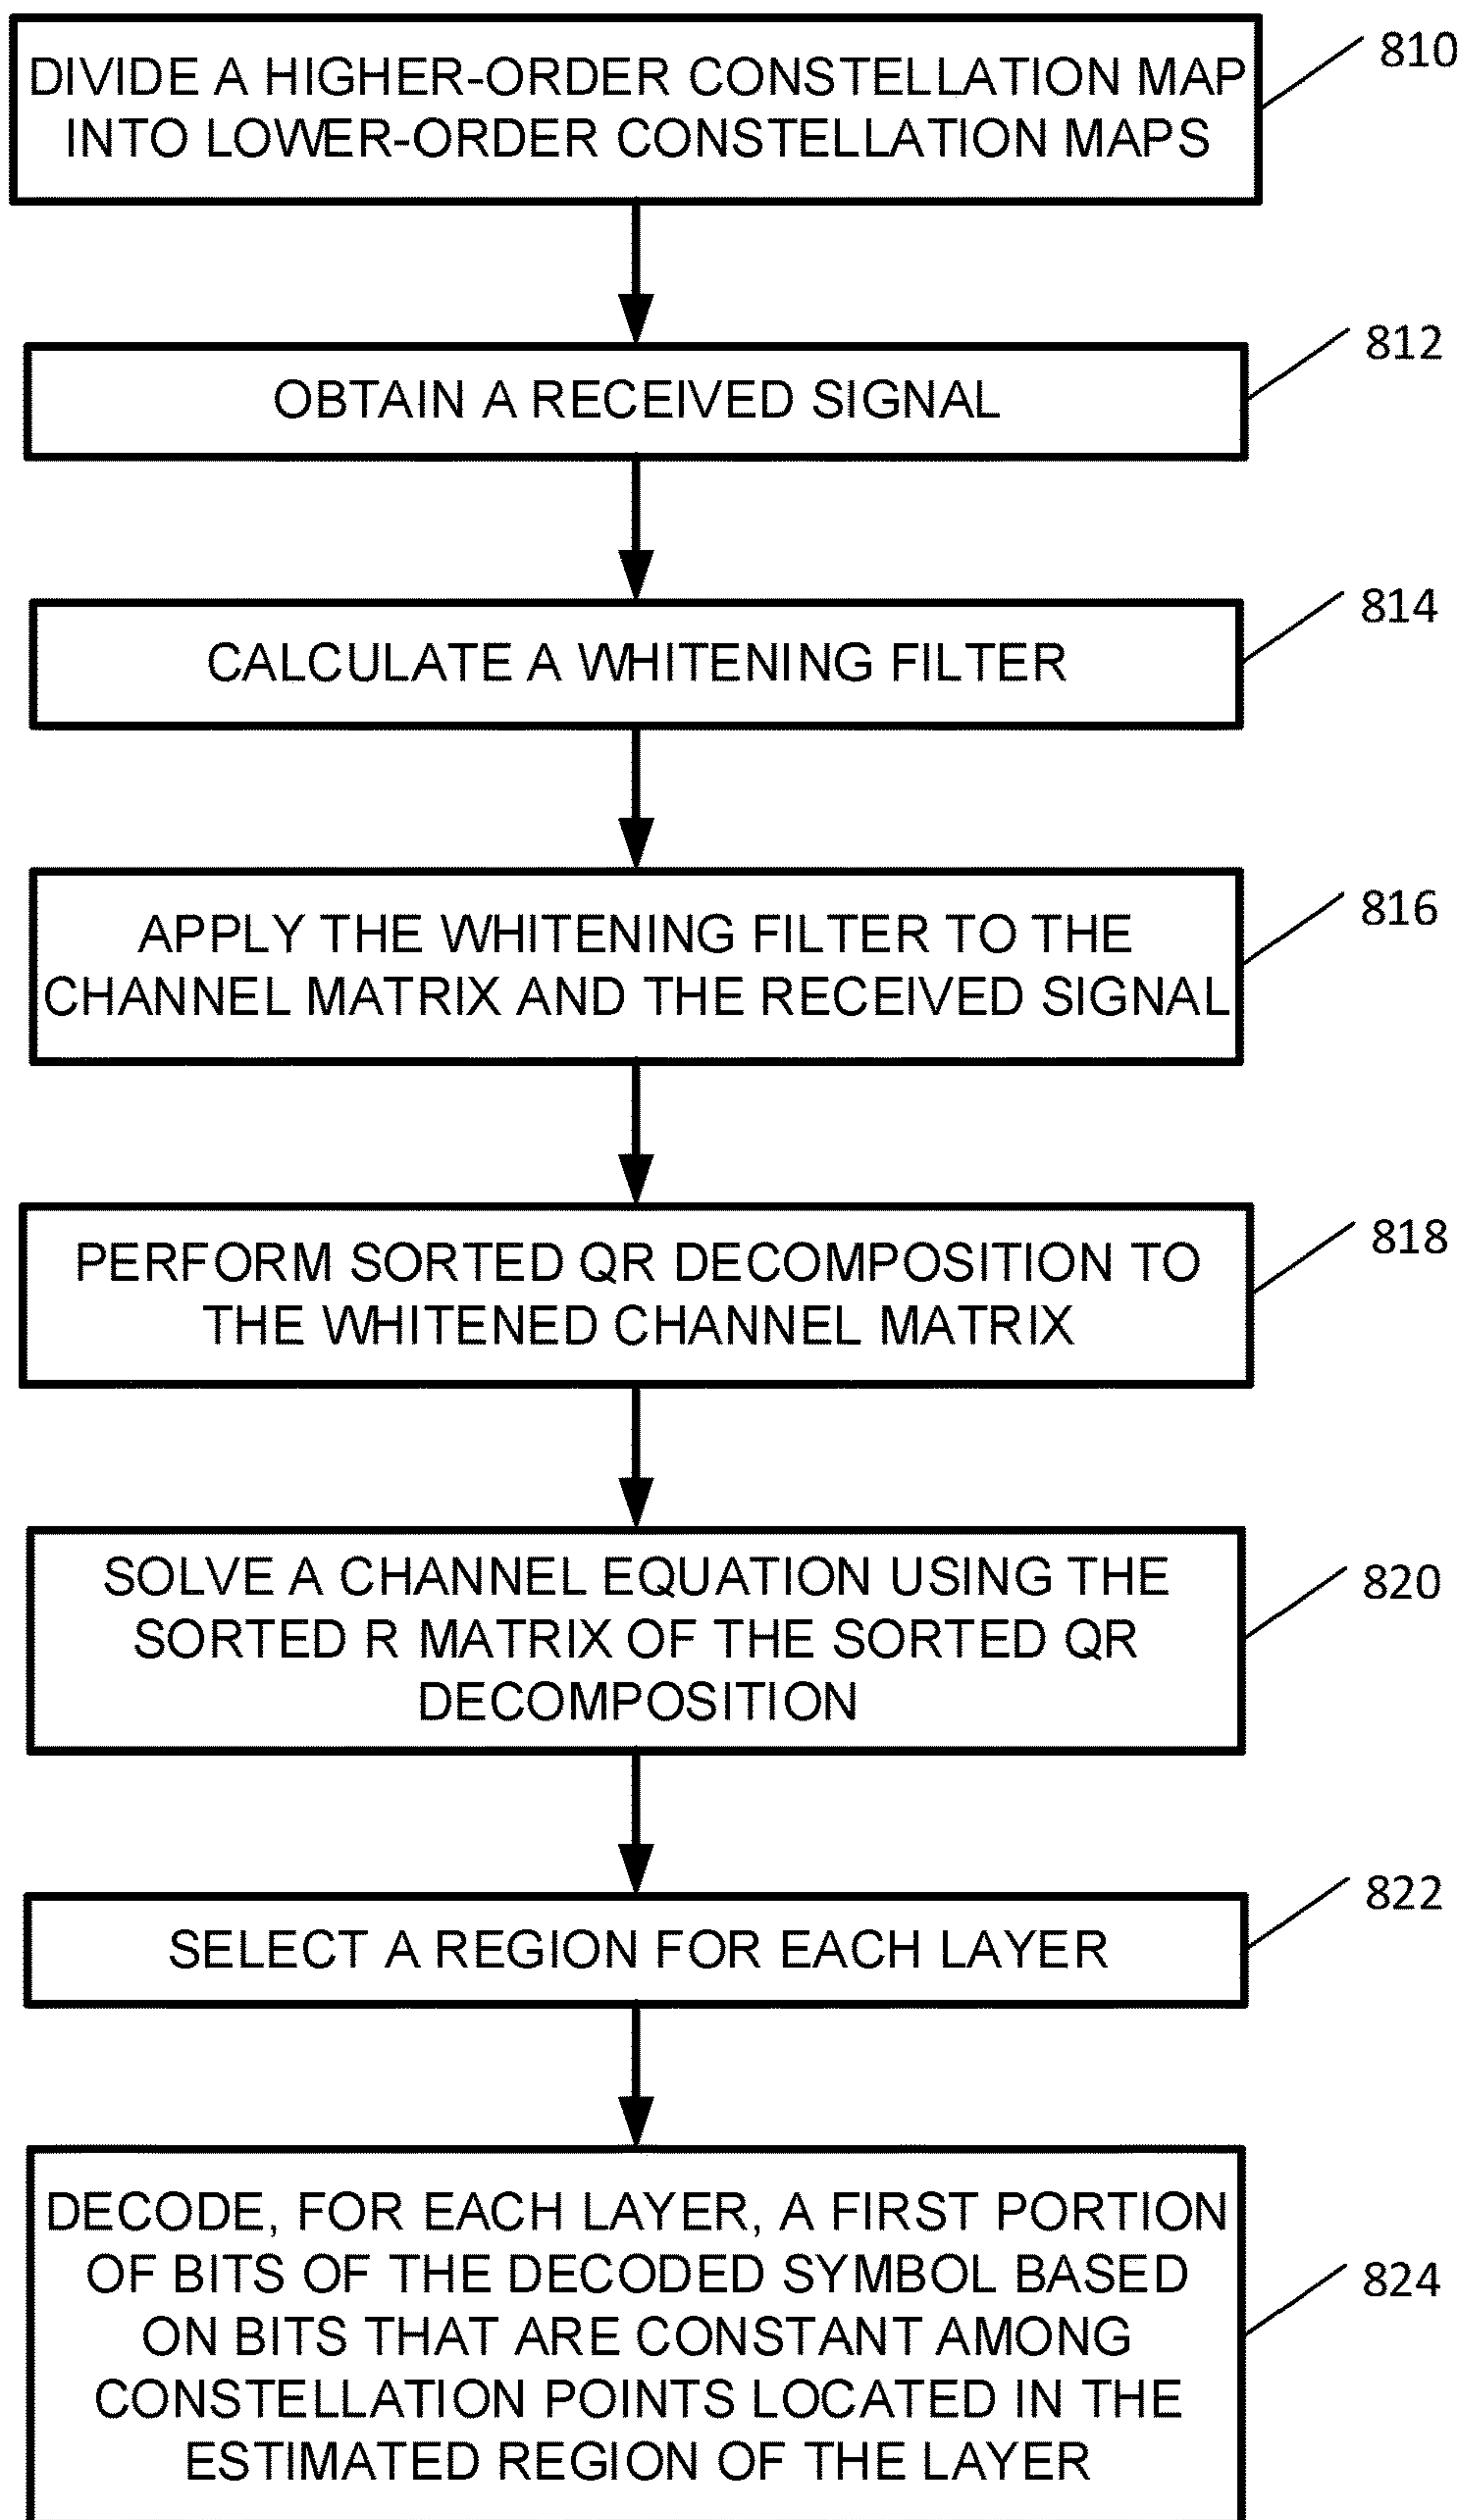 DIVIDE A HIGHER-ORDER CONSTELLATION MAP
INTO LOWER-ORDER CONSTELLATION MAPS
810
OBTAIN A RECEIVED SIGNAL
812
CALCULATE A WHITENING FILTER
814
APPLY THE WHITENING FILTER TO THE
CHANNEL MATRIX AND THE RECEIVED SIGNAL
816
PERFORM SORTED QR DECOMPOSITION TO
THE WHITENED CHANNEL MATRIX
818
SOLVE A CHANNEL EQUATION USING THE
SORTED R MATRIX OF THE SORTED QR
DECOMPOSITION
820
SELECT A REGION FOR EACH LAYER
822
DECODE, FOR EACH LAYER, A FIRST PORTION
OF BITS OF THE DECODED SYMBOL BASED
ON BITS THAT ARE CONSTANT AMONG
CONSTELLATION POINTS LOCATED IN THE
ESTIMATED REGION OF THE LAYER
824